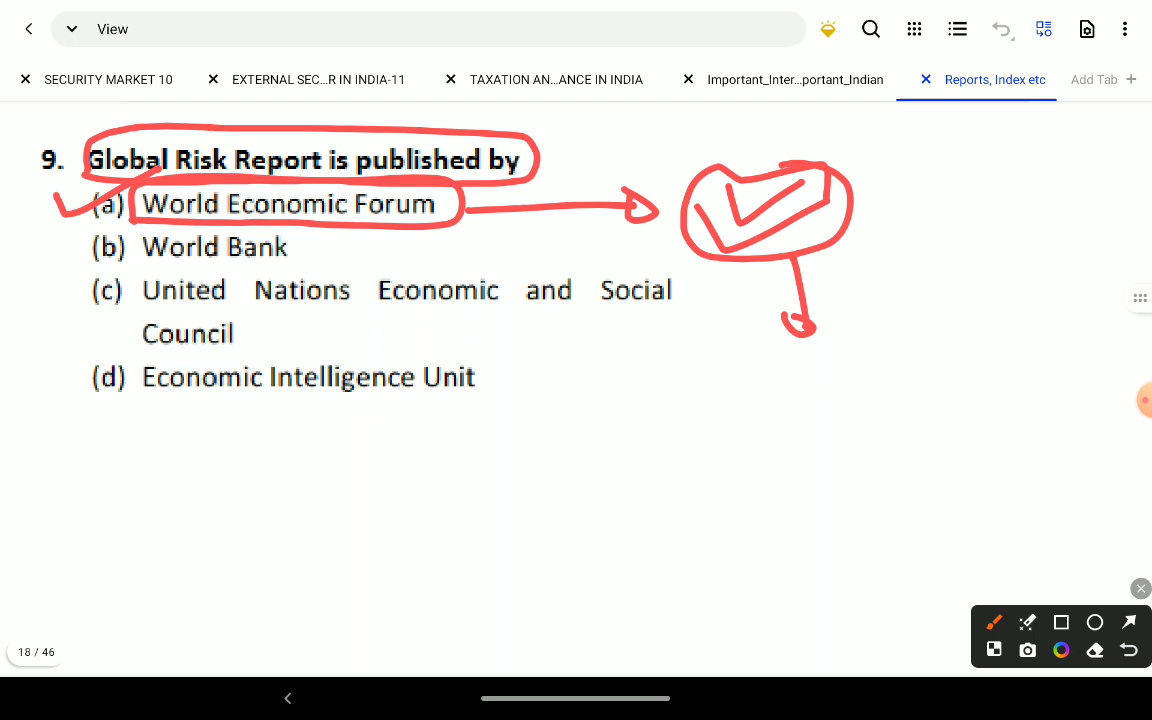 View
SECURITY MARKET 10
EXTERNAL SEC...R IN INDIA-11
TAXATION AN...ANCE IN INDIA
Important_Inter...portant_Indian
Reports, Index etc
Add Tab +
9. Global Risk Report is published by
(a) World Economic Forum
(b) World Bank
(c) United Nations Economic and Social
Council
(d) Economic Intelligence Unit
18 / 46